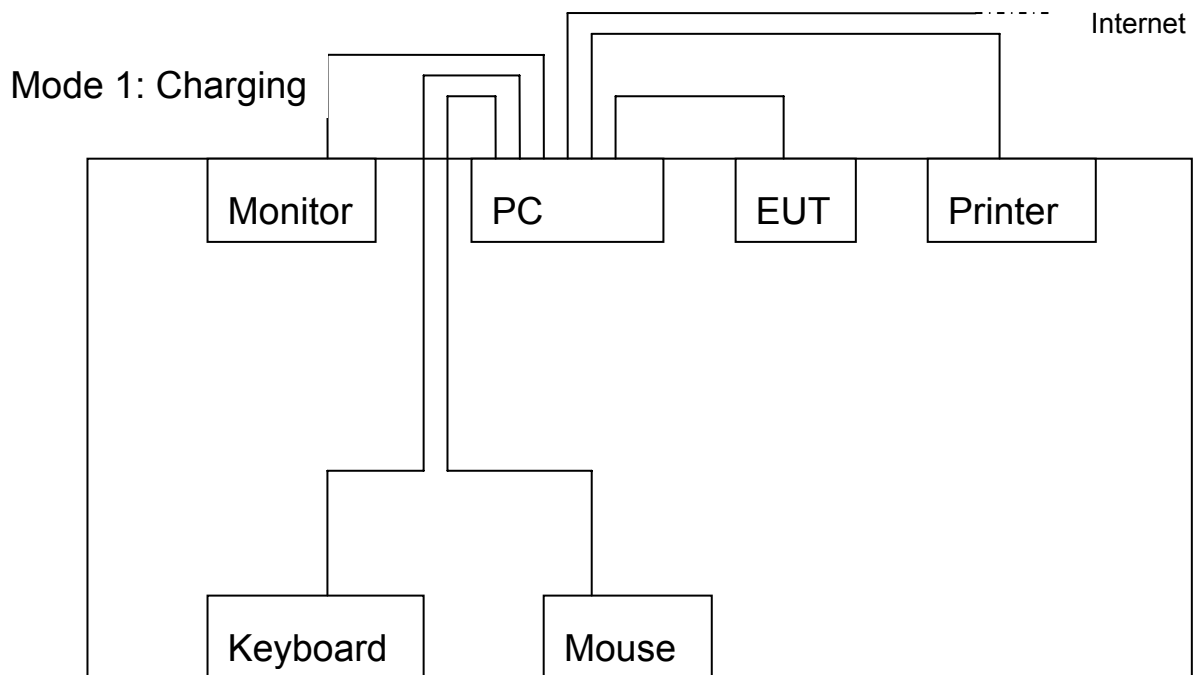 Internet
Mode 1: Charging
Monitor
PC
EUT
Printer
Keyboard
Mouse